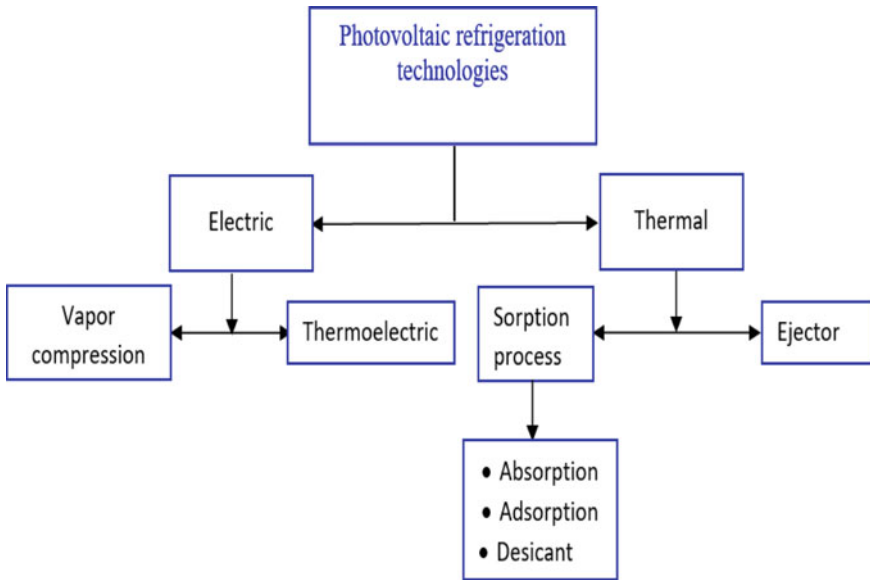 Photovoltaic refrigeration
technologies
Electric
Thermal
Vapor
compression
Thermoelectric
Sorption
process
Ejector
• Absorption
• Adsorption
• Desicant